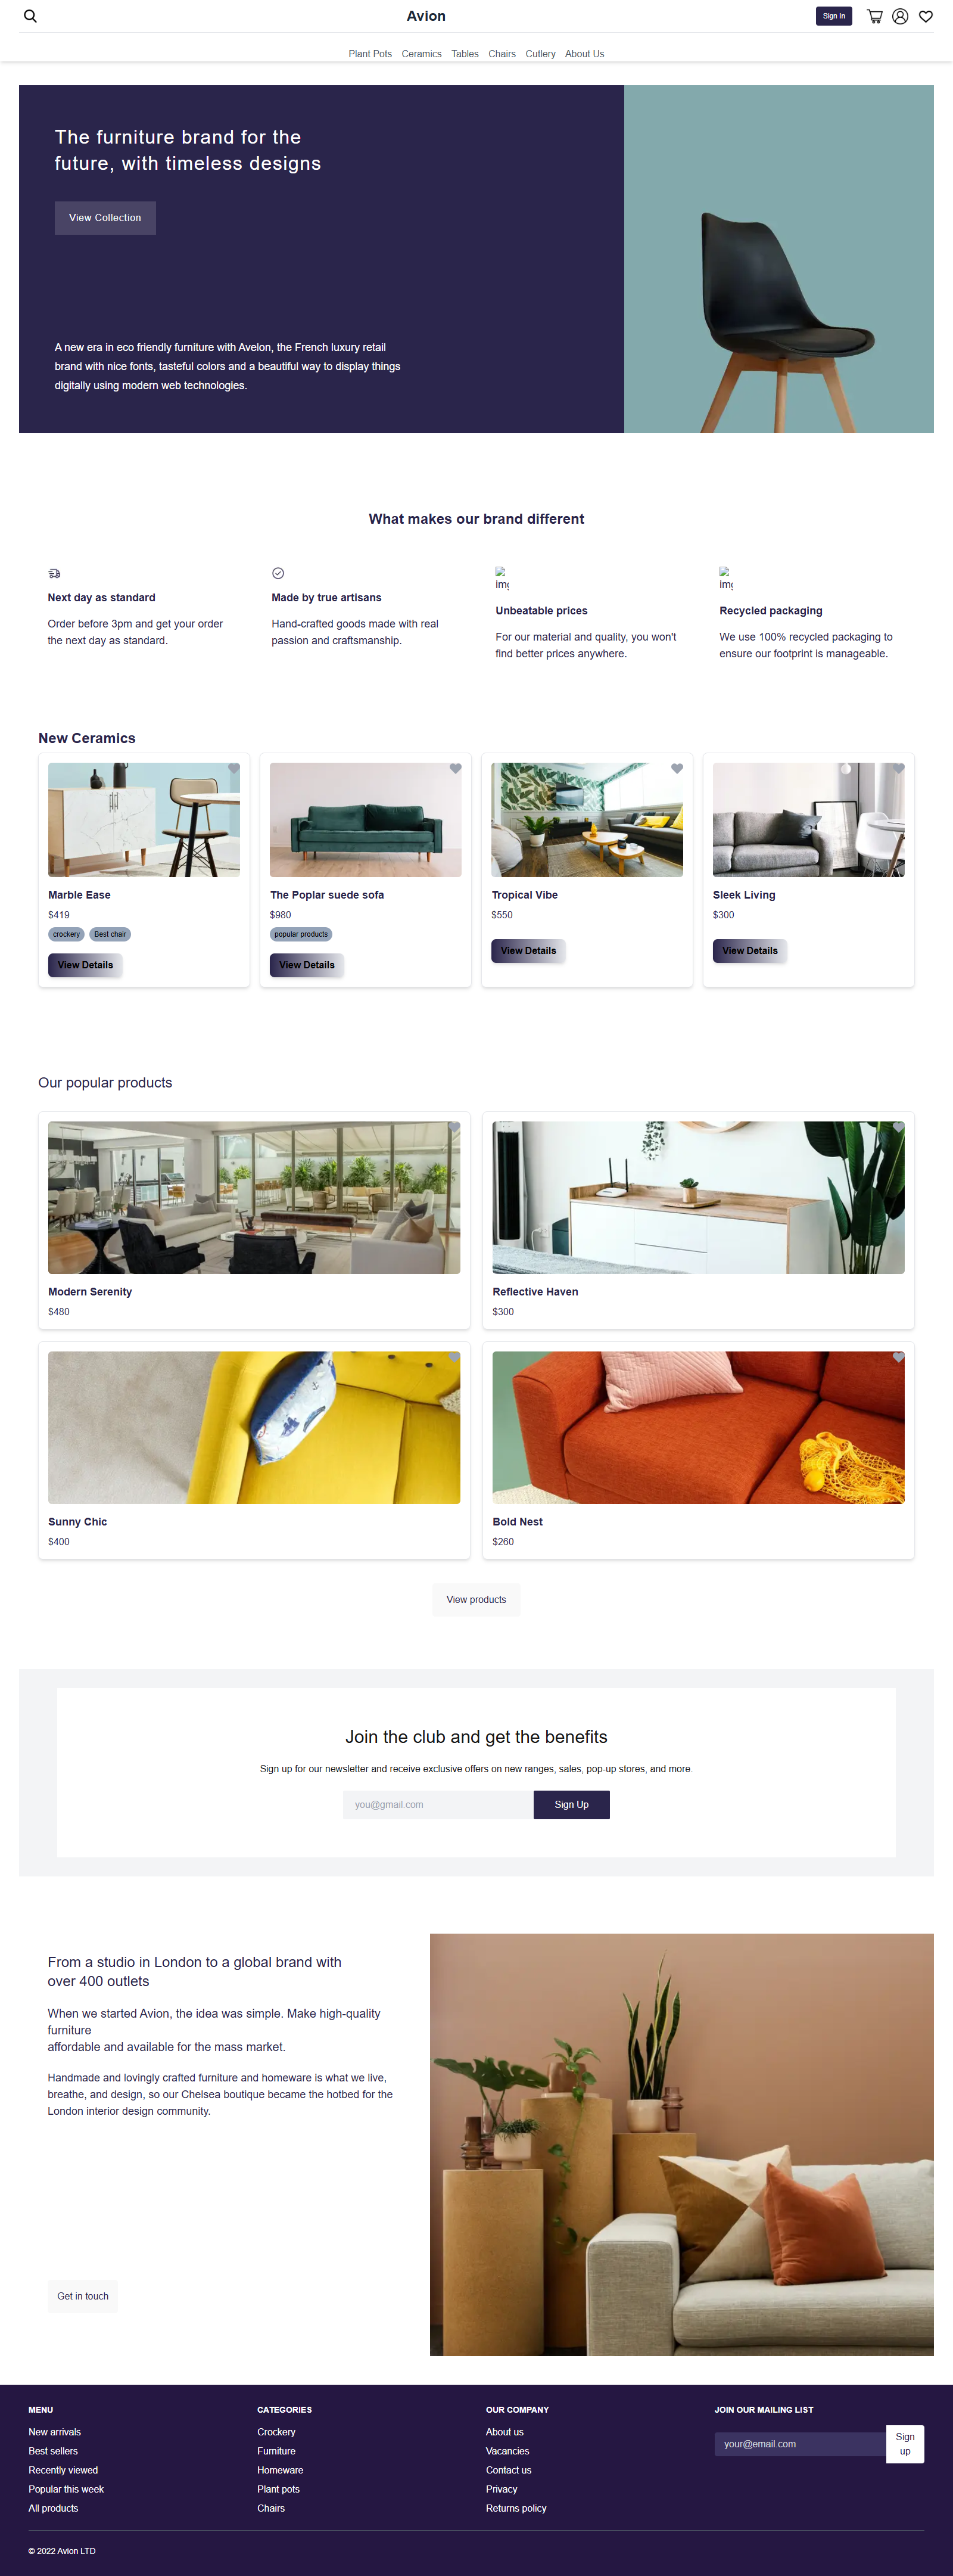 Avion
Sign In
Plant Pots Ceramics Tables Chairs Cutlery About Us
The furniture brand for the
future, with timeless designs
View Collection
A new era in eco friendly furniture with Avelon, the French luxury retail
brand with nice fonts, tasteful colors and a beautiful way to display things
digitally using modern web technologies.
What makes our brand different
Next day as standard
Order before 3pm and get your order
the next day as standard.
Made by true artisans
Hand-crafted goods made with real
passion and craftsmanship.
img
Unbeatable prices
For our material and quality, you won't
find better prices anywhere.
img
Recycled packaging
We use 100% recycled packaging to
ensure our footprint is manageable.
New Ceramics
Marble Ease
$419
crockery Best chair
View Details
The Poplar suede sofa
$980
popular products
View Details
Tropical Vibe
$550
View Details
Sleek Living
$300
View Details
Our popular products
Modern Serenity
$480
Reflective Haven
$300
Sunny Chic
$400
Bold Nest
$260
View products
Join the club and get the benefits
Sign up for our newsletter and receive exclusive offers on new ranges, sales, pop-up stores, and more.
you@gmail.com Sign Up
From a studio in London to a global brand with
over 400 outlets
When we started Avion, the idea was simple. Make high-quality
furniture
affordable and available for the mass market.
Handmade and lovingly crafted furniture and homeware is what we live,
breathe, and design, so our Chelsea boutique became the hotbed for the
London interior design community.
Get in touch
MENU
New arrivals
Best sellers
Recently viewed
Popular this week
All products
CATEGORIES
Crockery
Furniture
Homeware
Plant pots
Chairs
OUR COMPANY
About us
Vacancies
Contact us
Privacy
Returns policy
JOIN OUR MAILING LIST
your@email.com
Sign
up
© 2022 Avion LTD